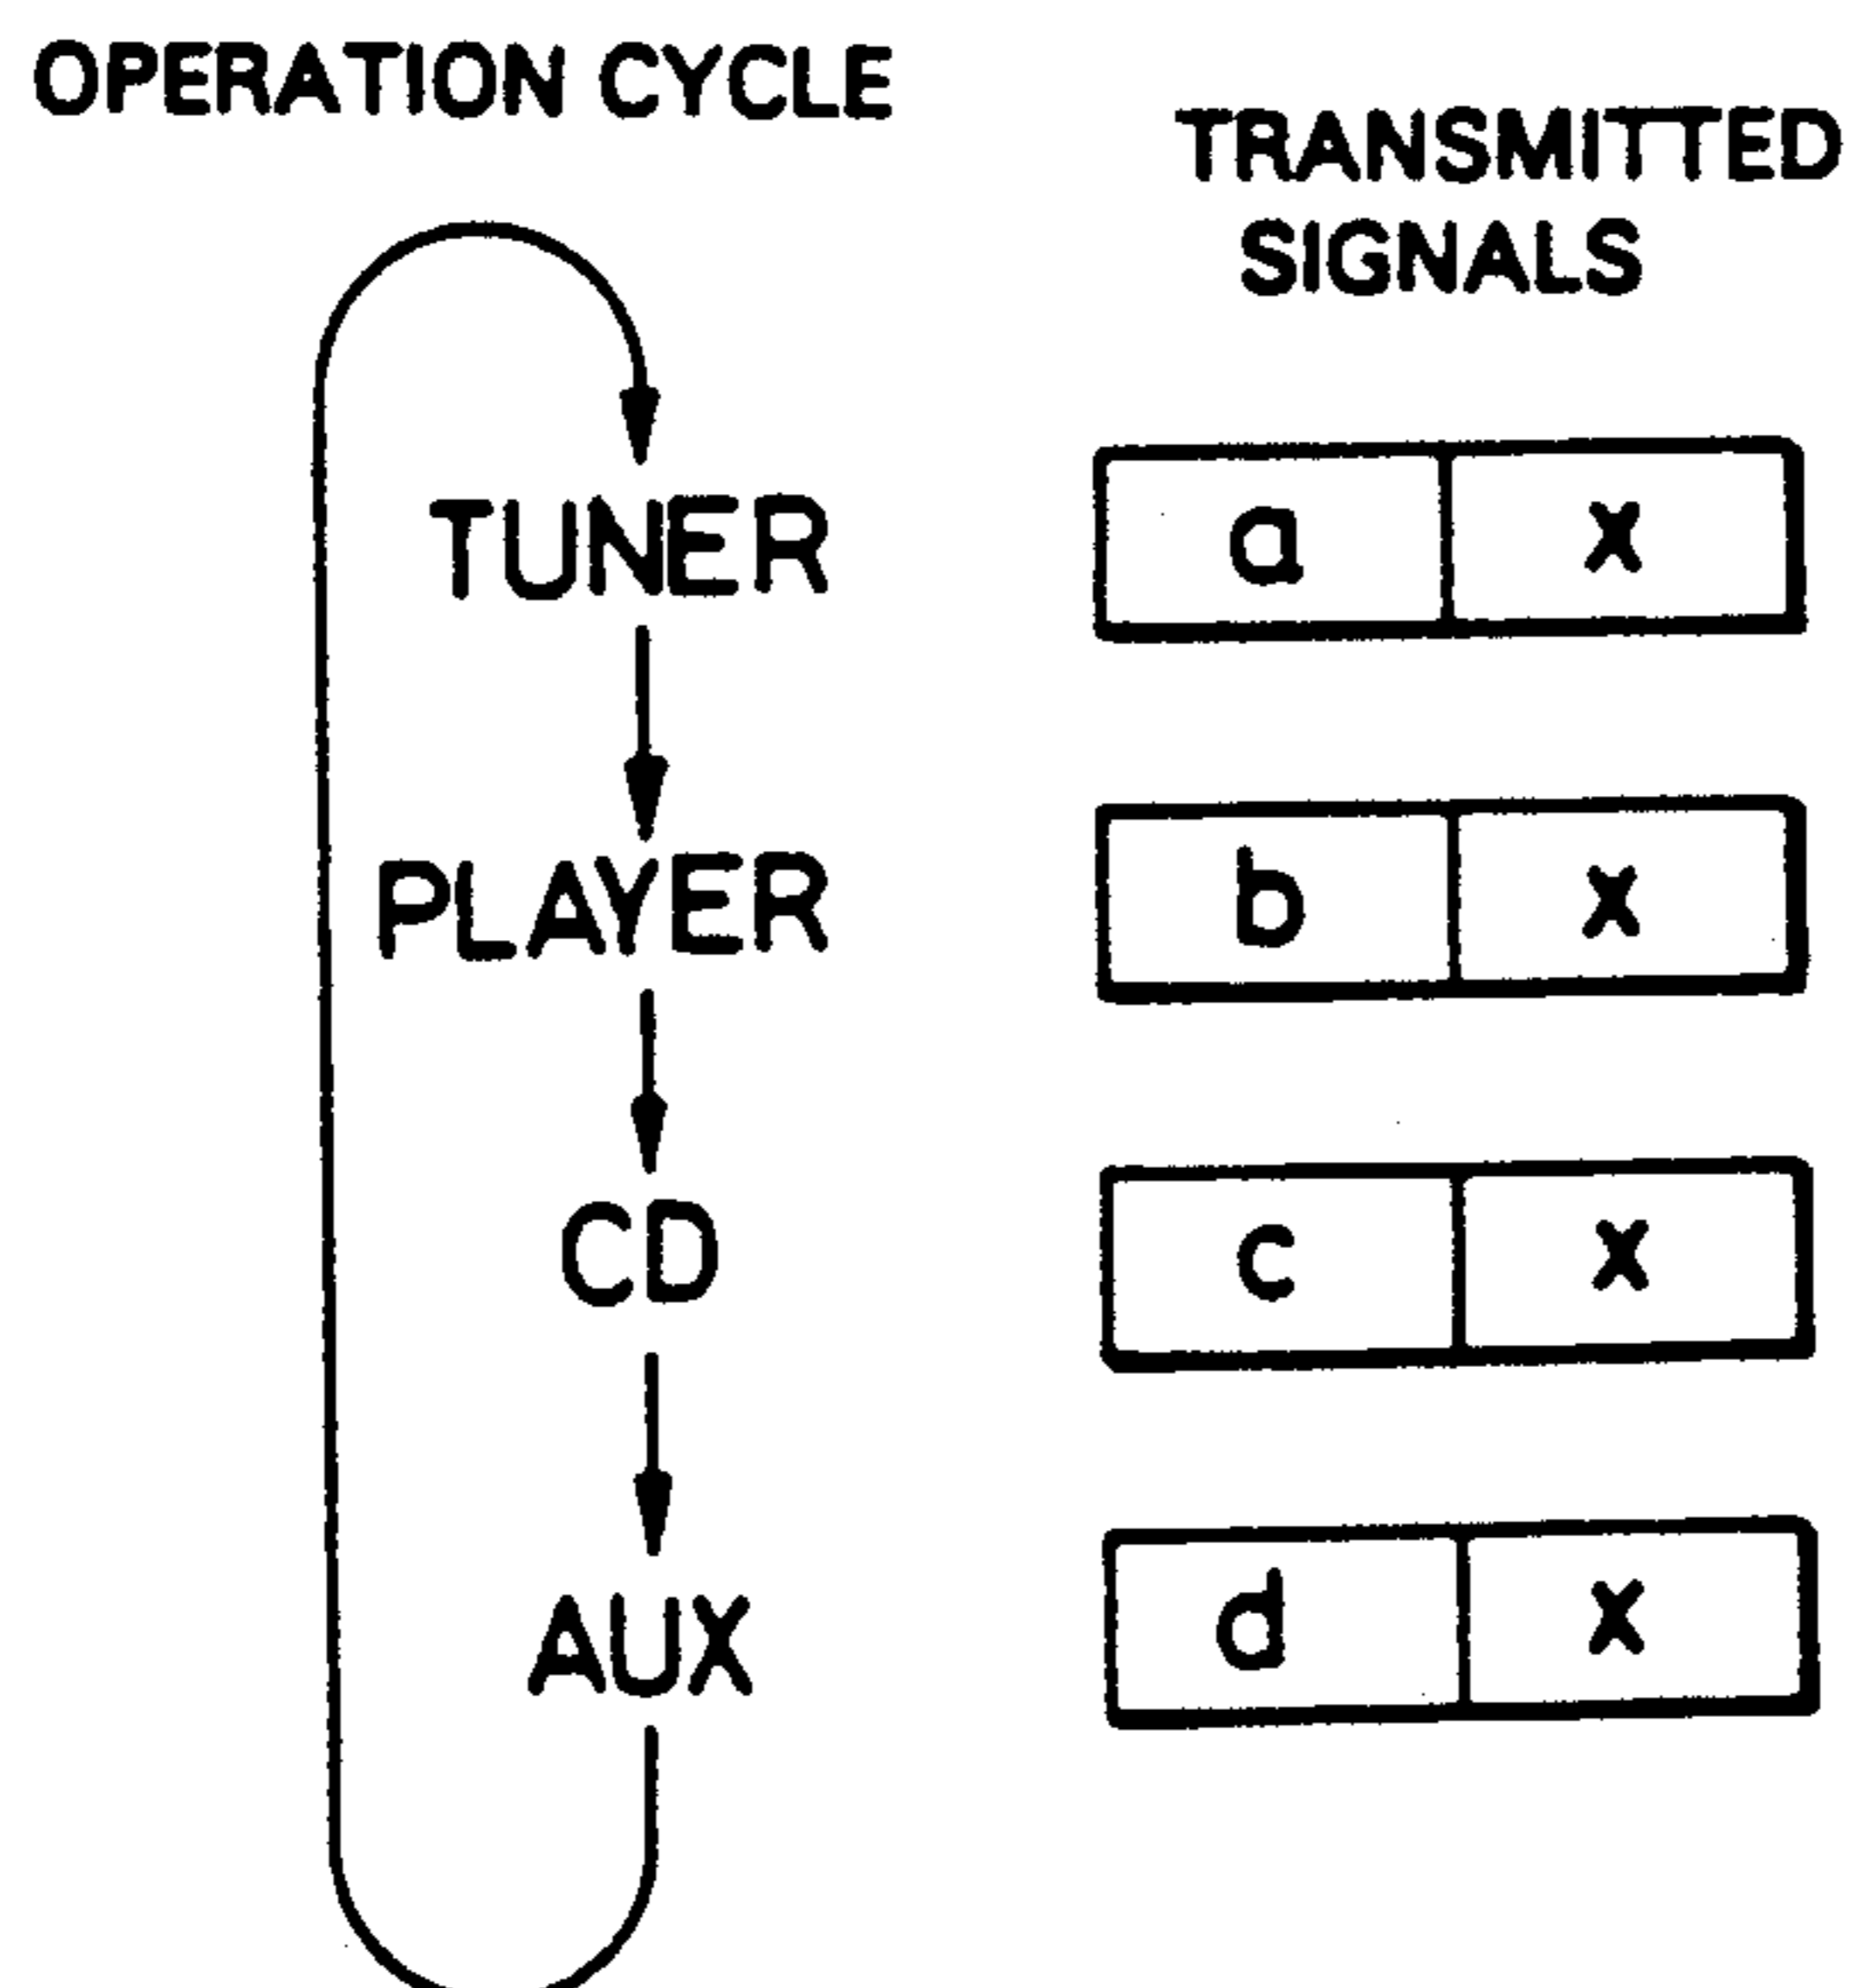 OPERATION CYCLE
TRANSMITTED
SIGNALS
TUNER
a x
PLAYER
b x
CD
c x
AUX
d x